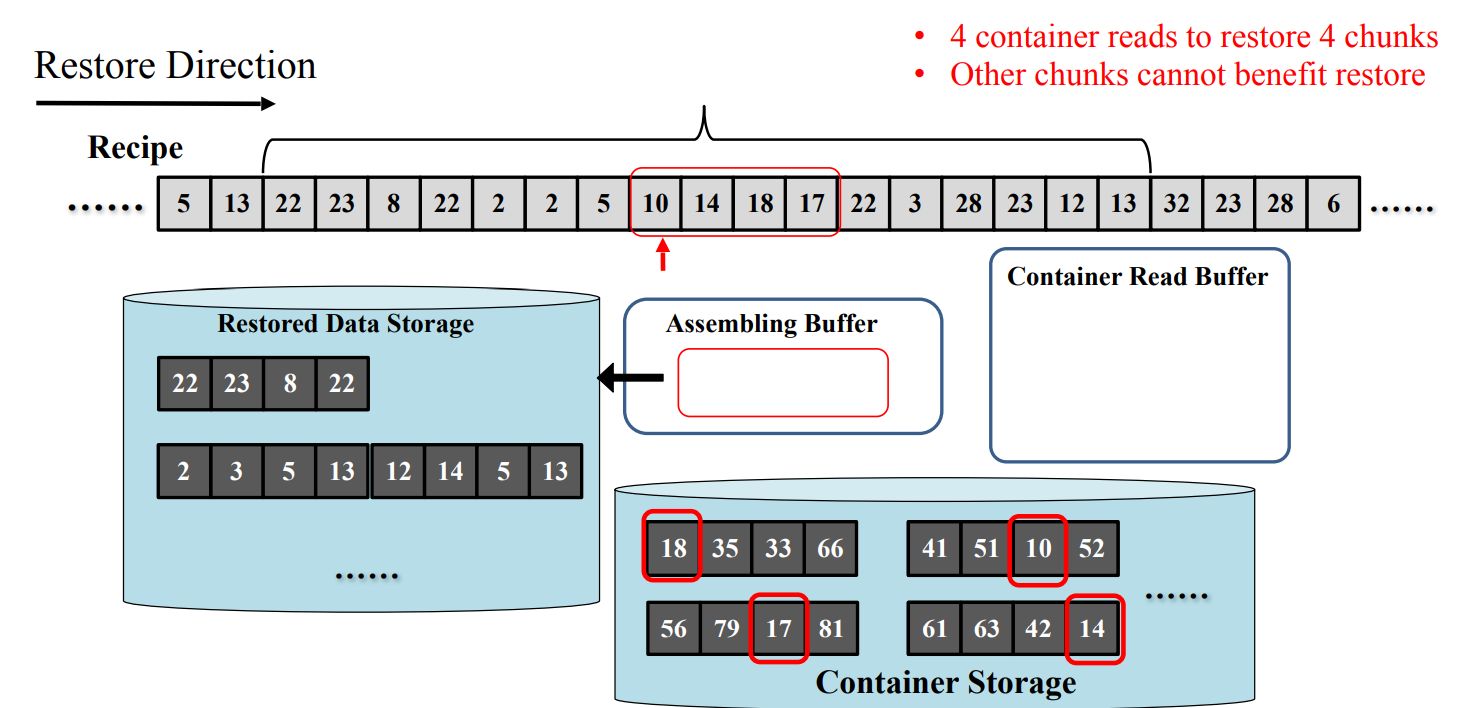 • 4 container reads to restore 4 chunks
• Other chunks cannot benefit restore
Restore Direction
Recipe
...... 5 13 22 23 8 22 2 2 5 10 14 18 17 22 3 28 23 12 13 32 23 28 6 ......
Container Read Buffer
Restored Data Storage
Assembling Buffer
22 23 8 22
2 3 5 13 12 14 5 13
......
18 35 33 66 41 51 10 52
......
56 79 17 81 61 63 42 14
Container Storage